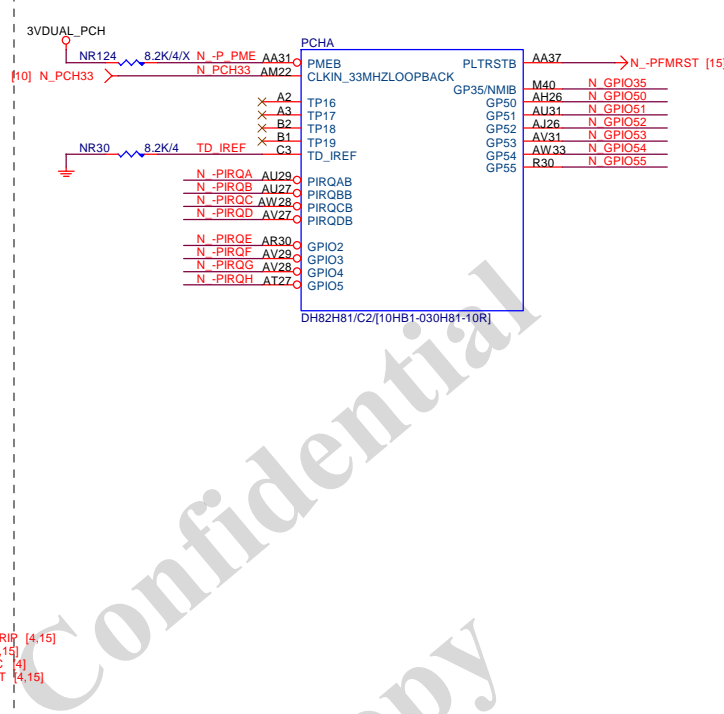 3VDUAL_PCH
PCHA
NR124 8.2K/4/X N_-P_PME AA31 PMEB PLTRSTB AA37 N_-PFMRST [15]
[10] N_PCH33 N_PCH33 AM22 CLKIN_33MHZLOOPBACK
GP35/NMIB M40 N_GPIO35
A2 TP16 GP50 AH26 N_GPIO50
A3 TP17 GP51 AU31 N_GPIO51
B2 TP18 GP52 AJ26 N_GPIO52
B1 TP19 GP53 AV31 N_GPIO53
NR30 8.2K/4 TD_IREF C3 TD_IREF GP54 AW33 N_GPIO54
GP55 R30 N_GPIO55
N_-PIRQA AU29 PIRQAB
N_-PIRQB AU27 PIRQBB
N_-PIRQC AW28 PIRQCB
N_-PIRQD AV27 PIRQDB
N_-PIRQE AR30 GPIO2
N_-PIRQF AV29 GPIO3
N_-PIRQG AV28 GPIO4
N_-PIRQH AT27 GPIO5
DH82H81/C2/[10HB1-030H81-10R]
Confidential
RIP [4,15]
,15]
C [4]
T [4,15]
opy